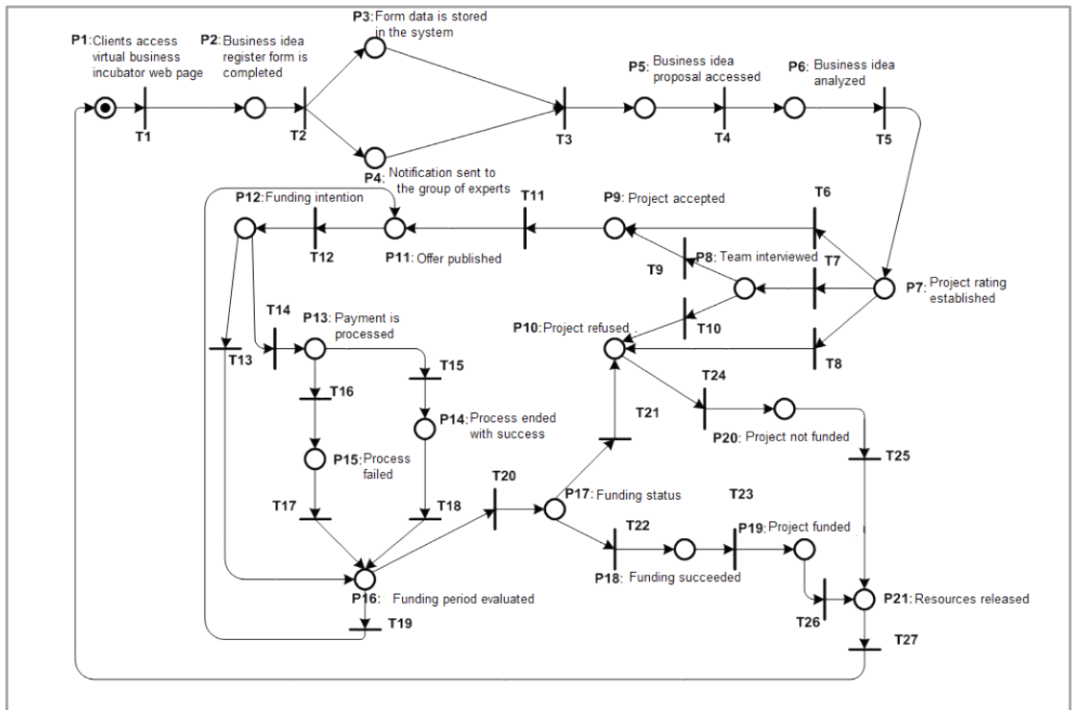 P3: Form data is stored
in the system
P1: Clients access
virtual business
incubator web page
P2: Business idea
register form is
completed
P5: Business idea
proposal accessed
P6: Business idea
analyzed
T1
T2
T3
T4
T5
P4: Notification sent to
the group of experts
P12: Funding intention
T11
P9: Project accepted
T6
T12
P11: Offer published
T9
P8: Team interviewed
T7
P7: Project rating
established
T14
P13: Payment is
processed
P10: Project refused
T10
T13
T15
T8
T16
T24
T21
P14: Process ended
with success
P20: Project not funded
P15: Process
failed
T25
T20
T17
T18
P17: Funding status
T23
T22
P19: Project funded
P18: Funding succeeded
P16: Funding period evaluated
P21: Resources released
T19
T26
T27